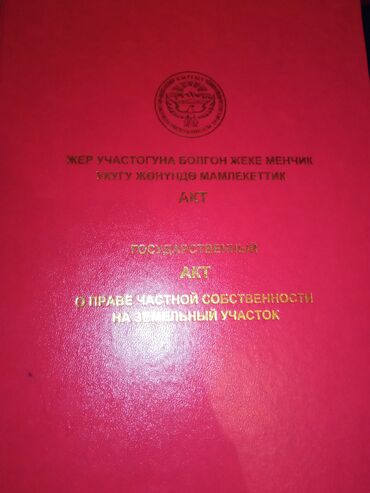 ЖЕР УЧАСТОГУНА БОЛГОН ЖЕКЕ МЕНЧИК
УКУГУ ЖӨНҮНДӨ МАМЛЕКЕТТИК
АКТ
ГОСУДАРСТВЕННЫЙ
АКТ
О ПРАВЕ ЧАСТНОЙ СОБСТВЕННОСТИ
НА ЗЕМЕЛЬНЫЙ УЧАСТОК